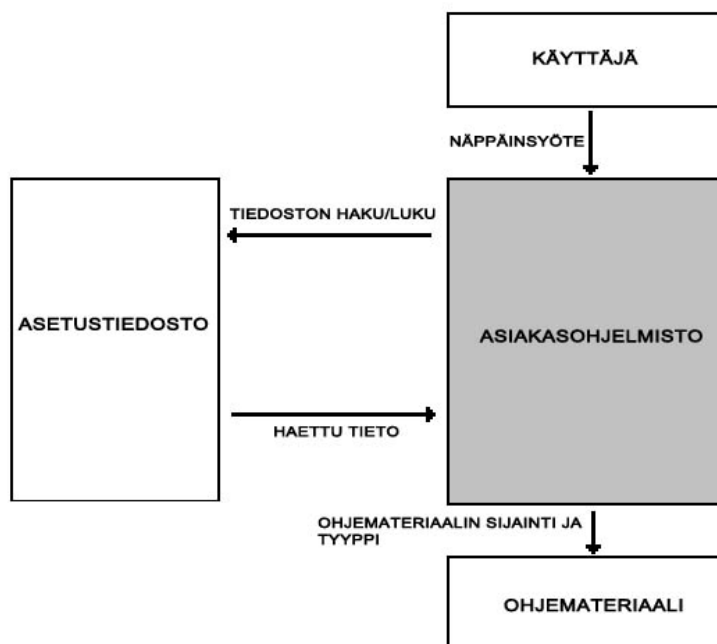 KÄYTTÄJÄ
NÄPPÄINSYÖTE
TIEDOSTON HAKU/LUKU
ASETUSTIEDOSTO
ASIAKASOHJELMISTO
HAETTU TIETO
OHJEMATERIAALIN SIJAINTI JA
TYYPPI
OHJEMATERIAALI